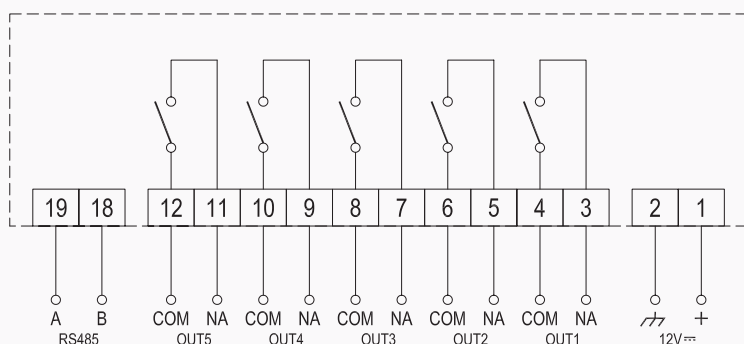 19 18 12 11 10 9 8 7 6 5 4 3 2 1
A B COM NA COM NA COM NA COM NA COM NA +
RS485 OUT5 OUT4 OUT3 OUT2 OUT1 12V⎓